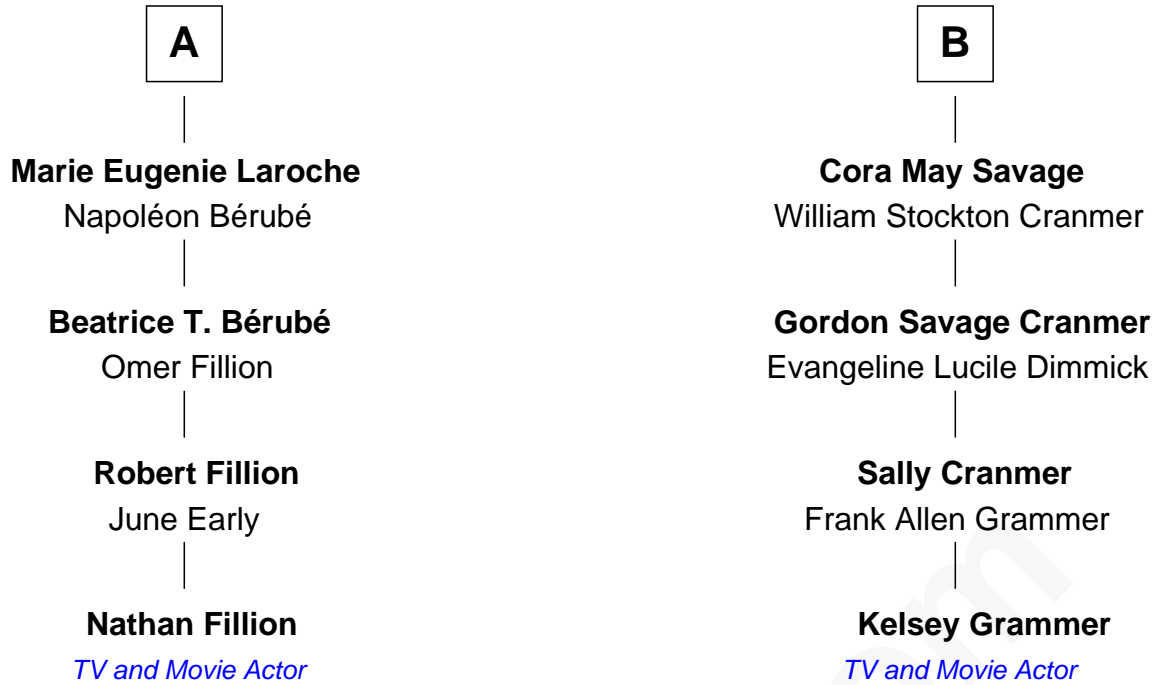 A
Marie Eugenie Laroche
Napoléon Bérubé
Beatrice T. Bérubé
Omer Fillion
Robert Fillion
June Early
Nathan Fillion
TV and Movie Actor
B
Cora May Savage
William Stockton Cranmer
Gordon Savage Cranmer
Evangeline Lucile Dimmick
Sally Cranmer
Frank Allen Grammer
Kelsey Grammer
TV and Movie Actor